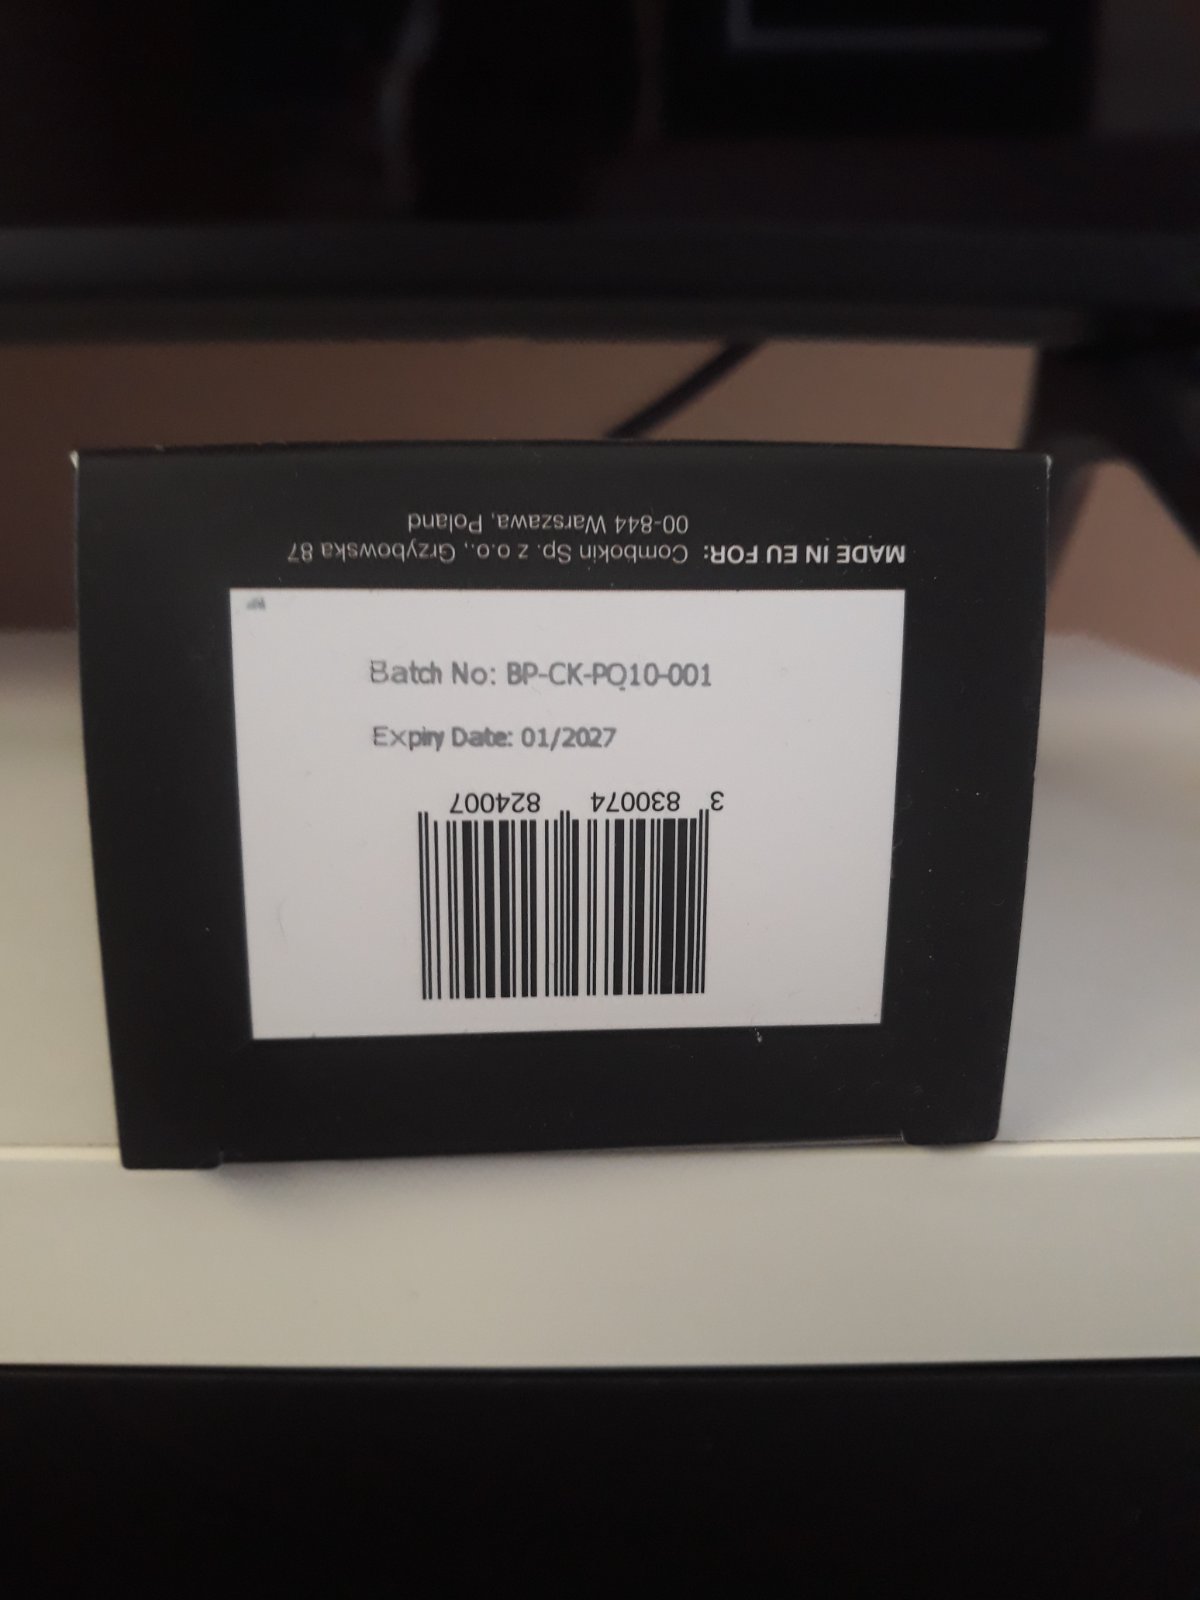 MADE IN EU FOR: Combokin Sp. z o.o., Grzybowska 87
00-844 Warszawa, Poland
Batch No: BP-CK-PQ10-001
Expiry Date: 01/2027
3 830074 824007